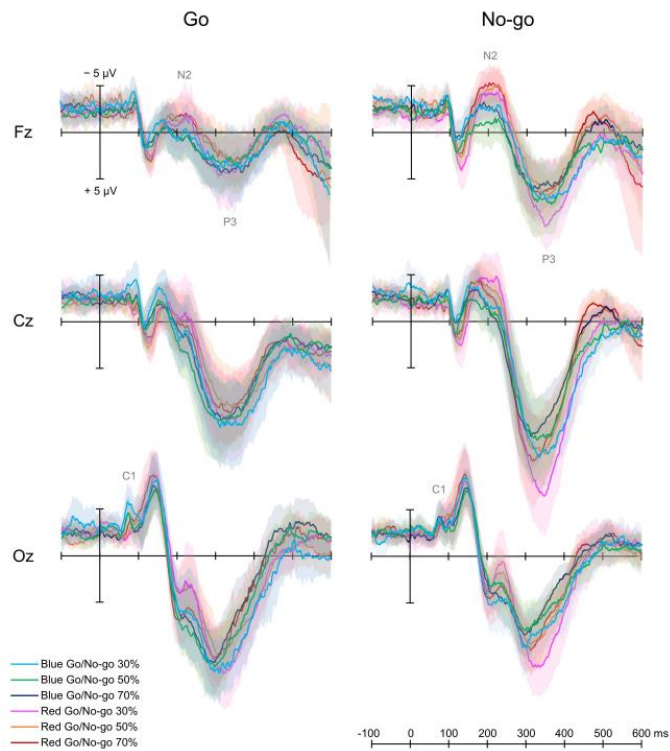 Go
No-go
− 5 μV
N2
N2
Fz
+ 5 μV
P3
P3
Cz
C1
C1
Oz
Blue Go/No-go 30%
Blue Go/No-go 50%
Blue Go/No-go 70%
Red Go/No-go 30%
Red Go/No-go 50%
Red Go/No-go 70%
-100 0 100 200 300 400 500 600 ms